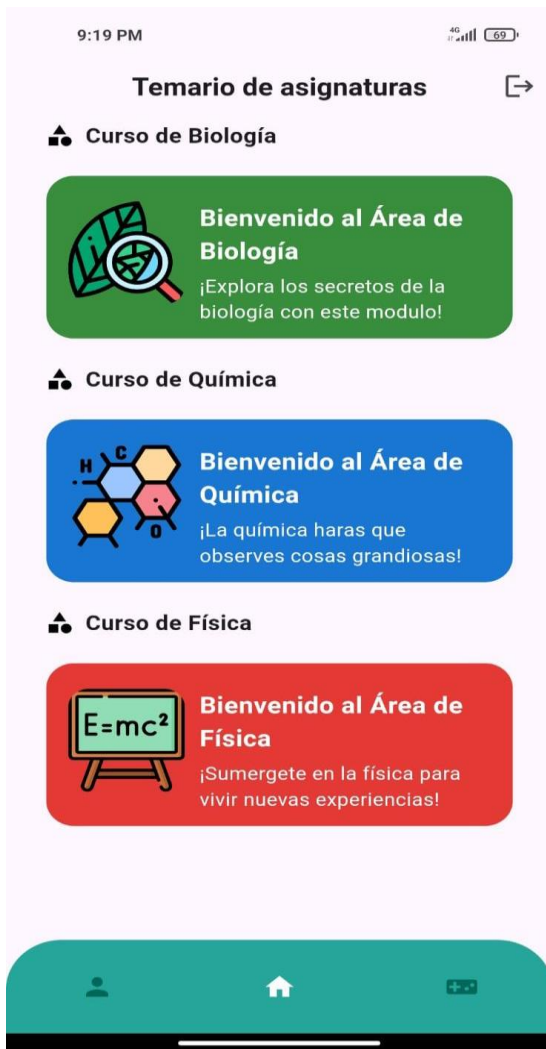 9:19 PM
4G
69
Temario de asignaturas
Curso de Biología
Bienvenido al Área de
Biología
¡Explora los secretos de la
biología con este modulo!
Curso de Química
H C
O
Bienvenido al Área de
Química
¡La química haras que
observes cosas grandiosas!
Curso de Física
E=mc²
Bienvenido al Área de
Física
¡Sumergete en la física para
vivir nuevas experiencias!